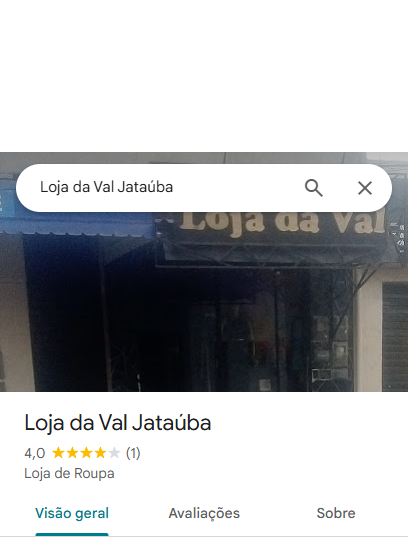 Loja da Val Jataúba
Loja da Val
Loja da Val Jataúba
4,0 (1)
Loja de Roupa
Visão geral
Avaliações
Sobre